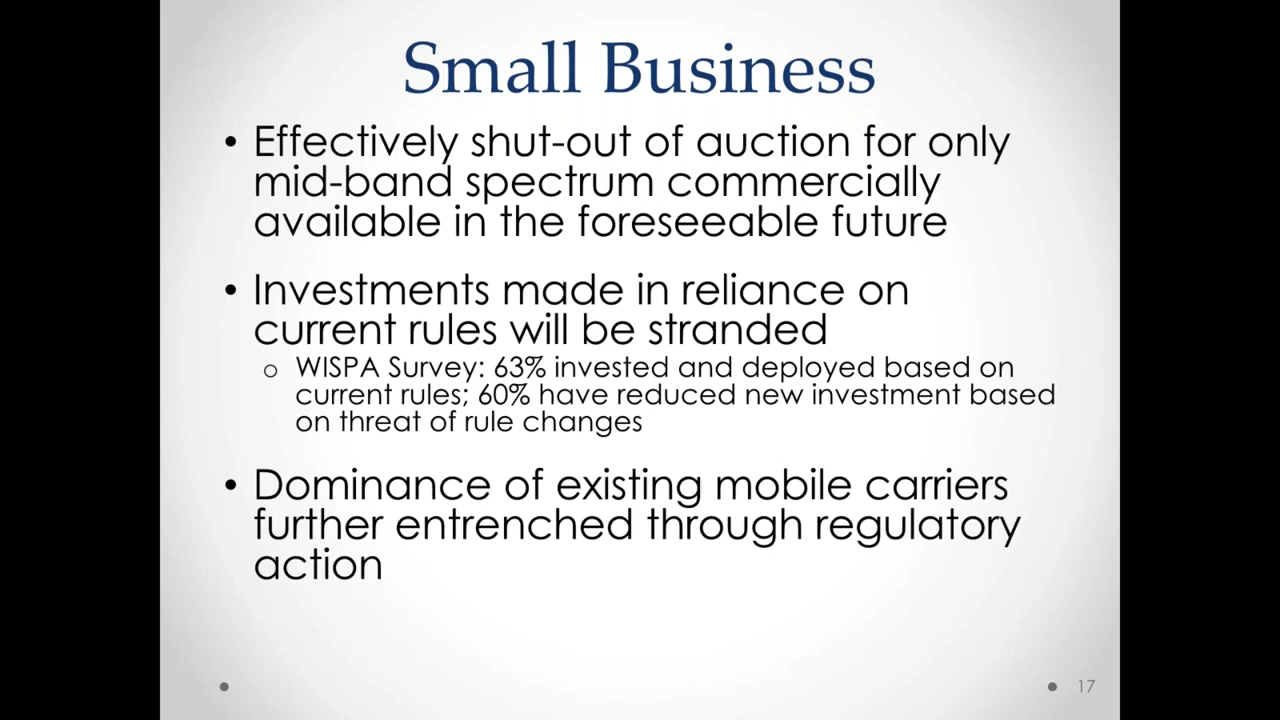 Small Business
• Effectively shut-out of auction for only
mid-band spectrum commercially
available in the foreseeable future
• Investments made in reliance on
current rules will be stranded
o WISPA Survey: 63% invested and deployed based on
current rules; 60% have reduced new investment based
on threat of rule changes
• Dominance of existing mobile carriers
further entrenched through regulatory
action
17